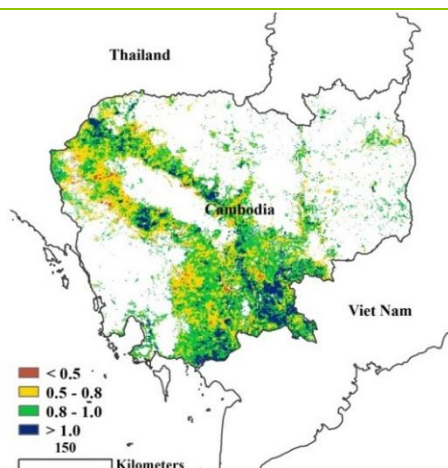 Thailand
Cambodia
Viet Nam
< 0.5
0.5 - 0.8
0.8 - 1.0
> 1.0
150
Kilometers